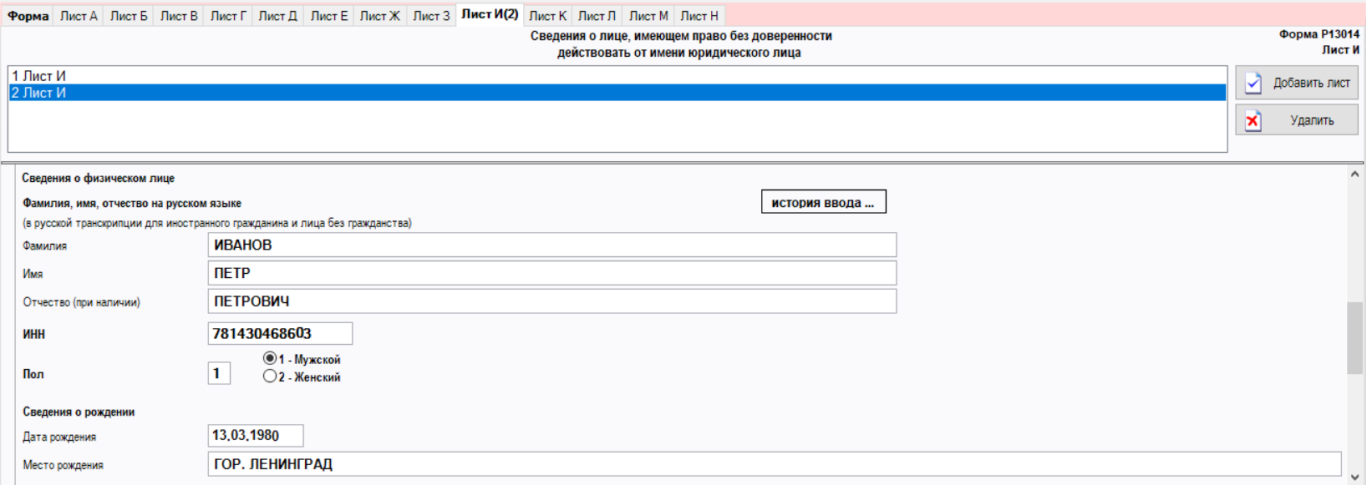 Форма Лист А Лист Б Лист В Лист Г Лист Д Лист Е Лист Ж Лист З Лист И(2) Лист К Лист Л Лист М Лист Н
Сведения о лице, имеющем право без доверенности
действовать от имени юридического лица
Форма Р13014
Лист И
1 Лист И
2 Лист И
Добавить лист
Удалить
Сведения о физическом лице
Фамилия, имя, отчество на русском языке
история ввода ...
(в русской транскрипции для иностранного гражданина и лица без гражданства)
Фамилия ИВАНОВ
Имя ПЕТР
Отчество (при наличии) ПЕТРОВИЧ
ИНН 781430468603
Пол 1
1 - Мужской
2 - Женский
Сведения о рождении
Дата рождения 13.03.1980
Место рождения ГОР. ЛЕНИНГРАД